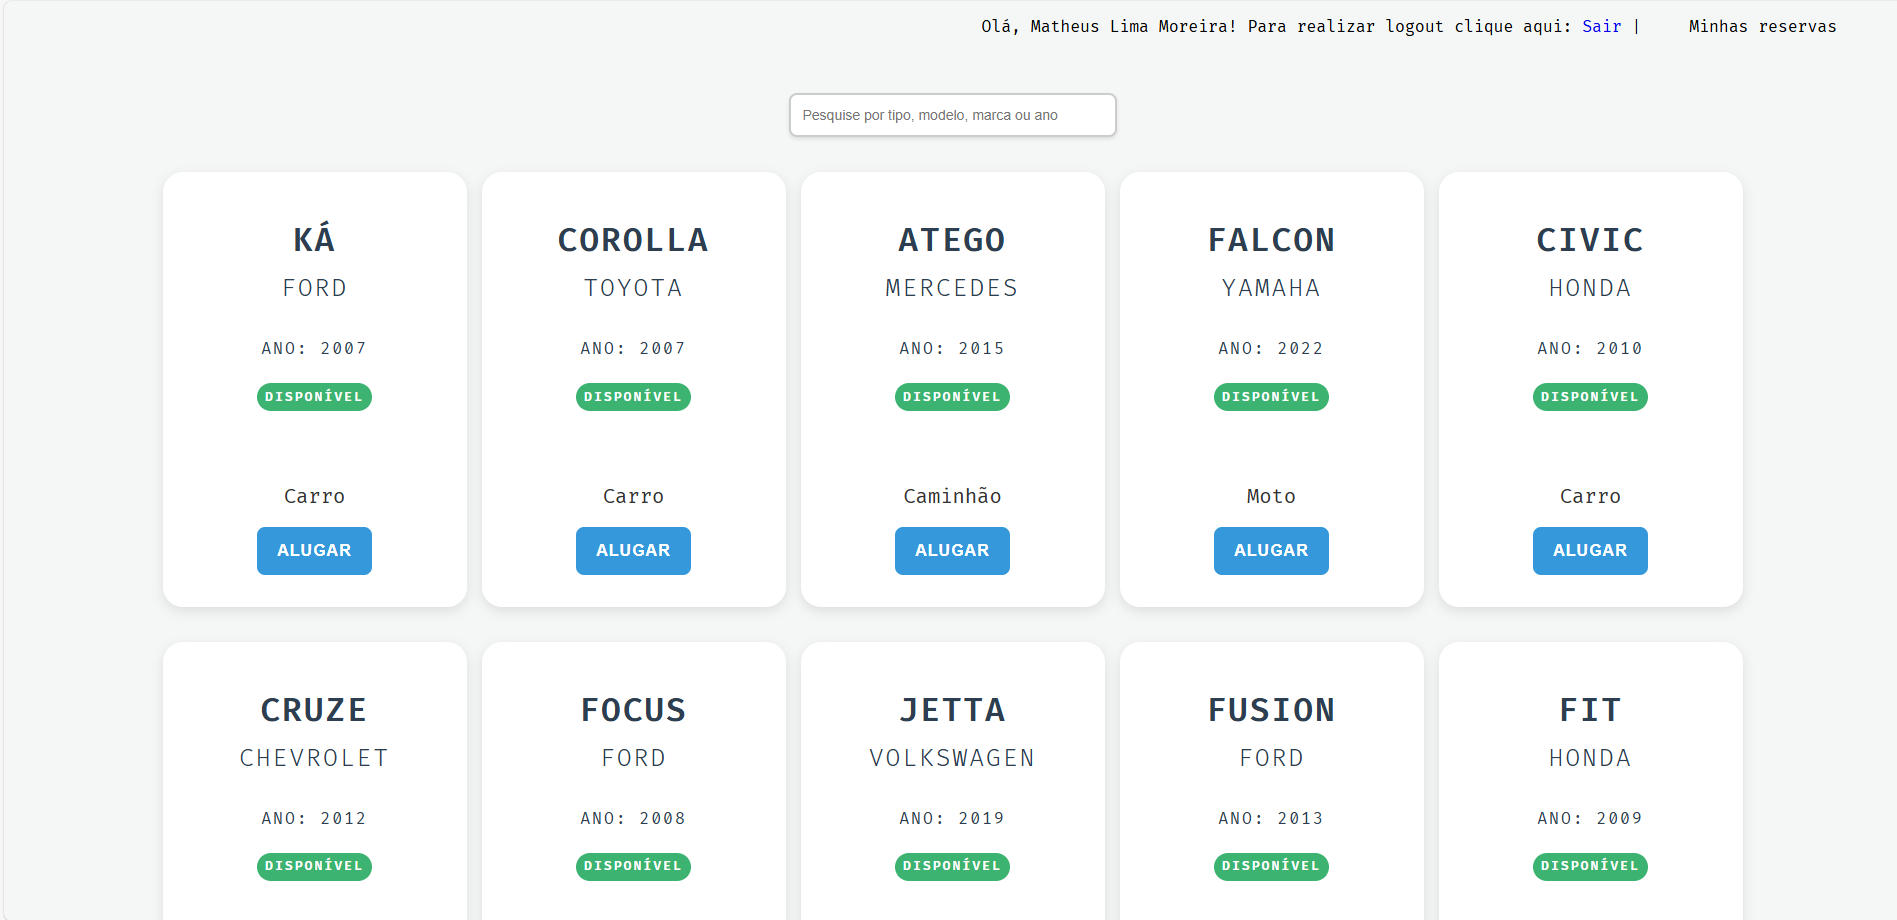 Olá, Matheus Lima Moreira! Para realizar logout clique aqui: Sair | Minhas reservas
Pesquise por tipo, modelo, marca ou ano
KÁ
FORD
ANO: 2007
DISPONÍVEL
Carro
ALUGAR
COROLLA
TOYOTA
ANO: 2007
DISPONÍVEL
Carro
ALUGAR
ATEGO
MERCEDES
ANO: 2015
DISPONÍVEL
Caminhão
ALUGAR
FALCON
YAMAHA
ANO: 2022
DISPONÍVEL
Moto
ALUGAR
CIVIC
HONDA
ANO: 2010
DISPONÍVEL
Carro
ALUGAR
CRUZE
CHEVROLET
ANO: 2012
DISPONÍVEL
FOCUS
FORD
ANO: 2008
DISPONÍVEL
JETTA
VOLKSWAGEN
ANO: 2019
DISPONÍVEL
FUSION
FORD
ANO: 2013
DISPONÍVEL
FIT
HONDA
ANO: 2009
DISPONÍVEL